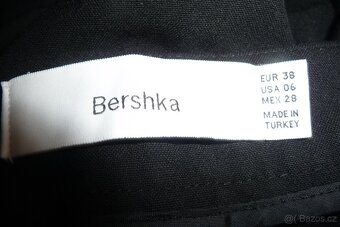 Bershka
EUR 38
USA 06
MEX 28
MADE IN
TURKEY
Bazos.cz